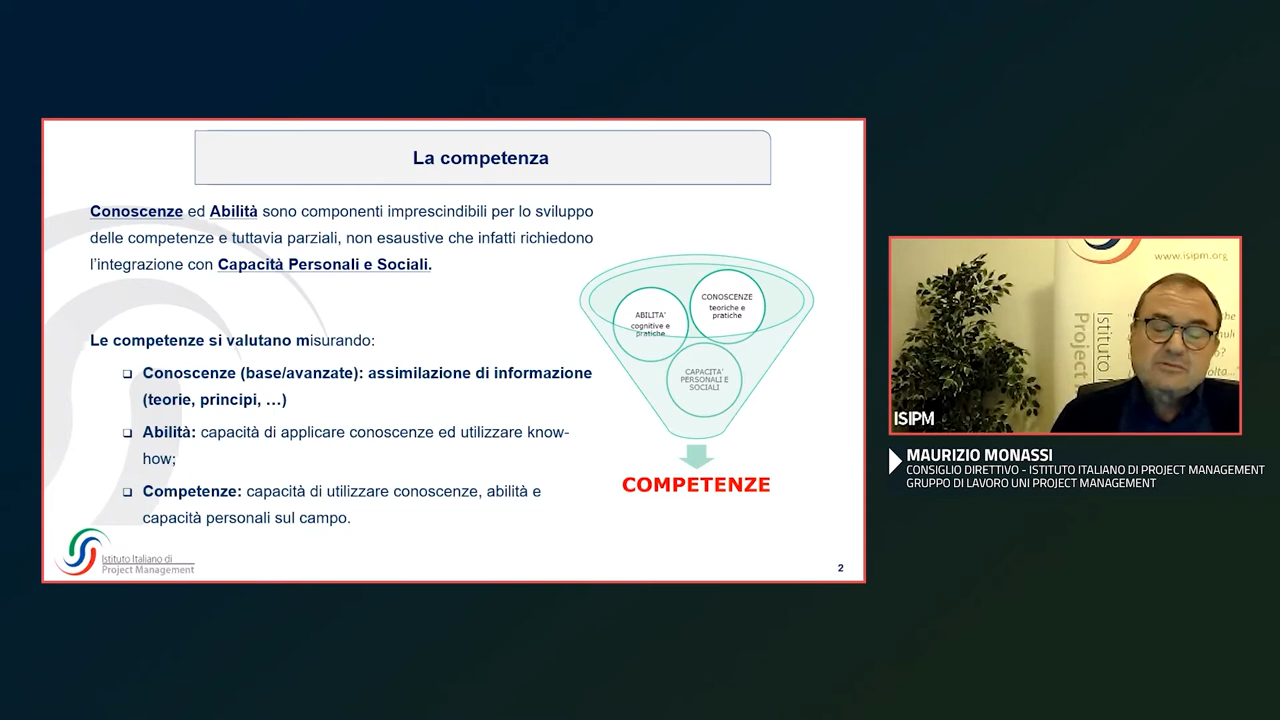 La competenza
Conoscenze ed Abilità sono componenti imprescindibili per lo sviluppo
delle competenze e tuttavia parziali, non esaustive che infatti richiedono
l'integrazione con Capacità Personali e Sociali.
Le competenze si valutano misurando:
❑ Conoscenze (base/avanzate): assimilazione di informazione
(teorie, principi, …)
❑ Abilità: capacità di applicare conoscenze ed utilizzare know-
how;
❑ Competenze: capacità di utilizzare conoscenze, abilità e
capacità personali sul campo.
CONOSCENZE
teoriche e
pratiche
ABILITA'
cognitive e
pratiche
CAPACITA'
PERSONALI E
SOCIALI
COMPETENZE
Istituto Italiano di
Project Management
2
www.isipm.org
Istituto
Project
ISIPM
MAURIZIO MONASSI
CONSIGLIO DIRETTIVO - ISTITUTO ITALIANO DI PROJECT MANAGEMENT
GRUPPO DI LAVORO UNI PROJECT MANAGEMENT